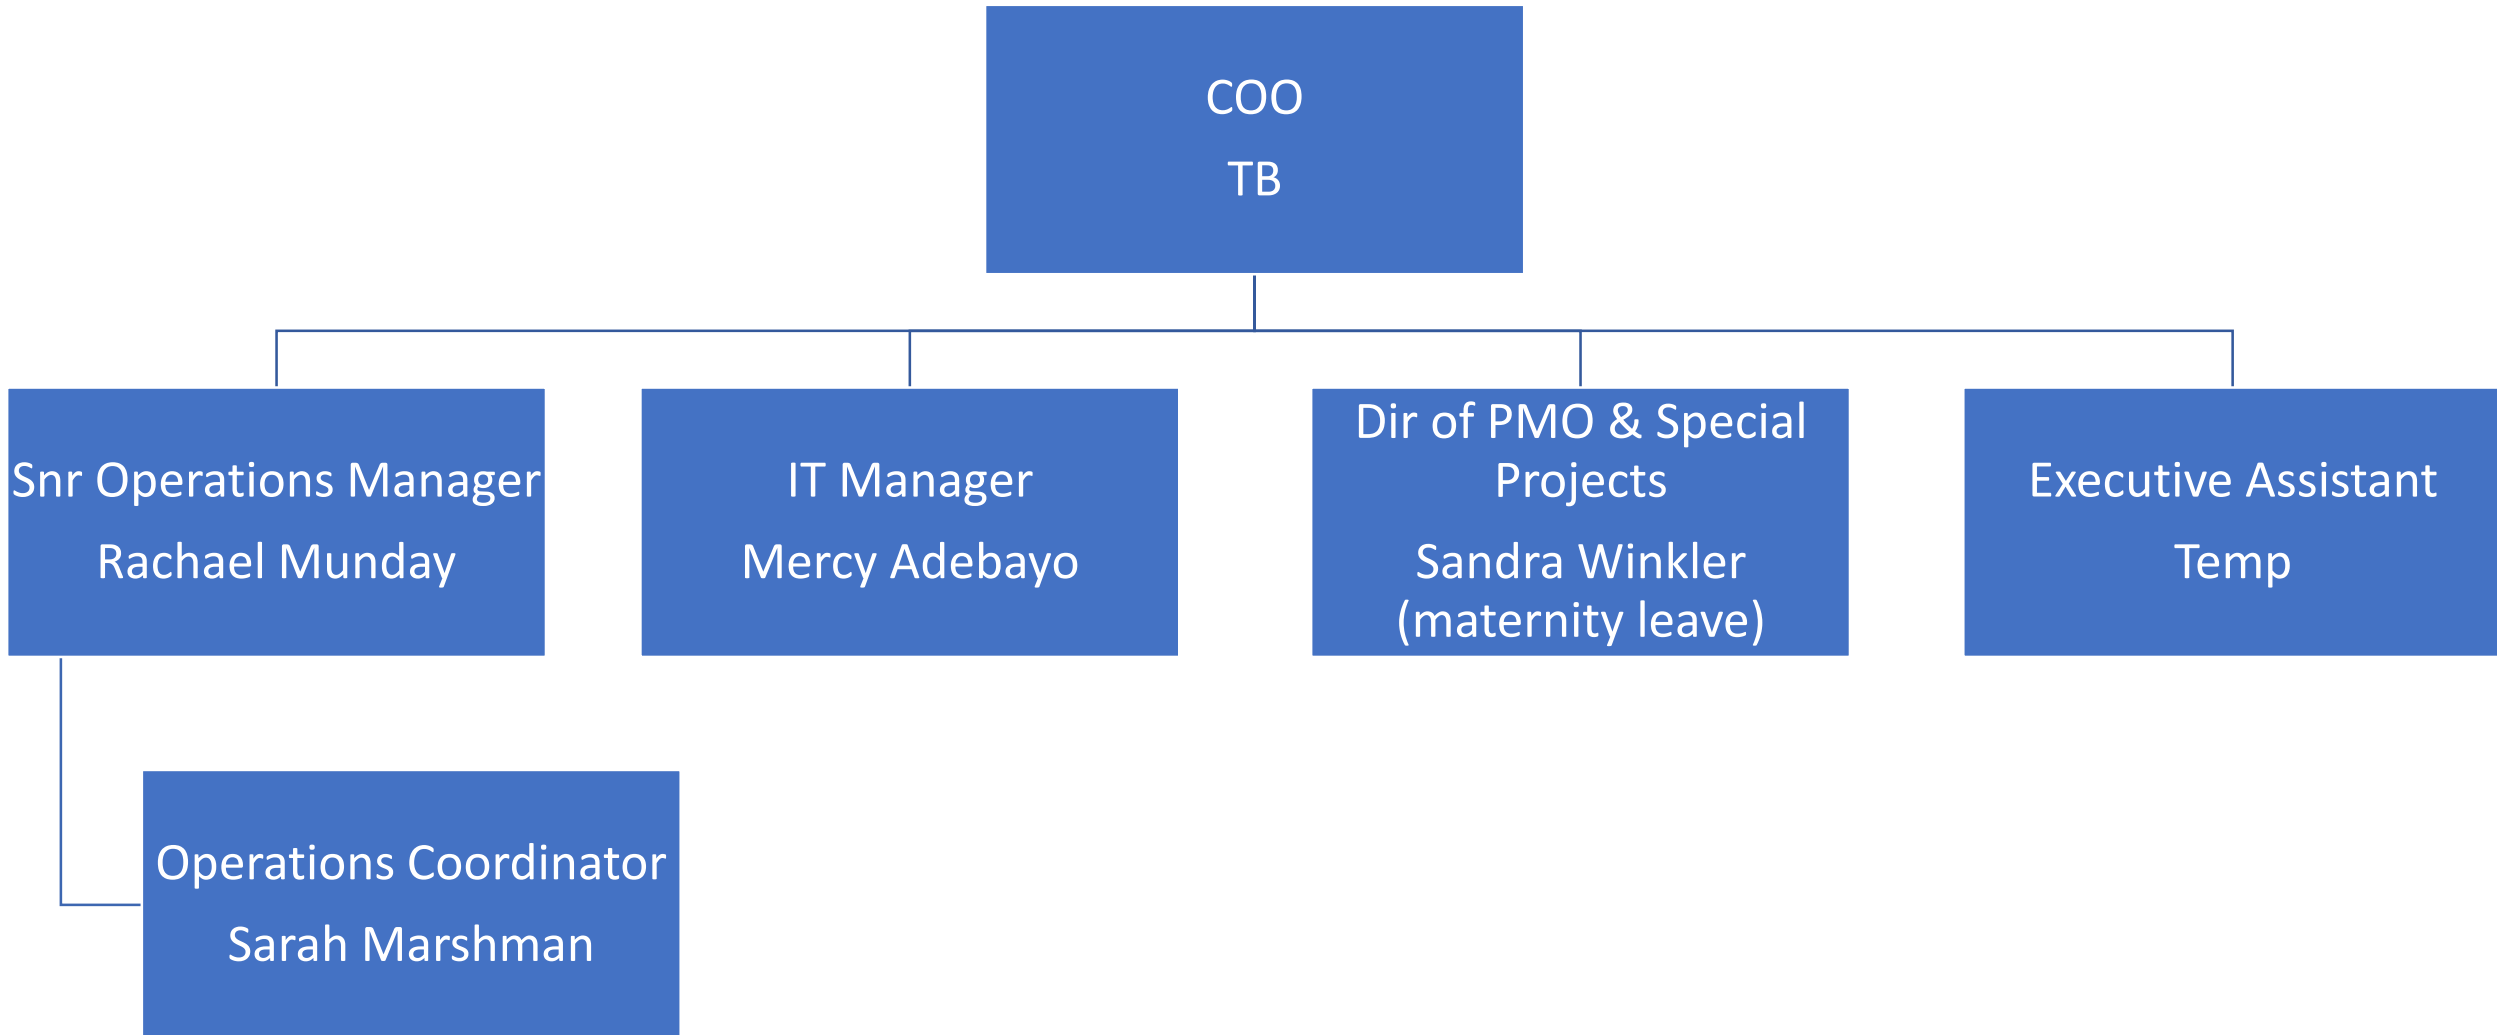 COO
TB
Snr Operations Manager
Rachael Munday
IT Manager
Mercy Adebayo
Dir of PMO & Special
Projects
Sandra Winkler
(maternity leave)
Executive Assistant
Temp
Operations Coordinator
Sarah Marshman